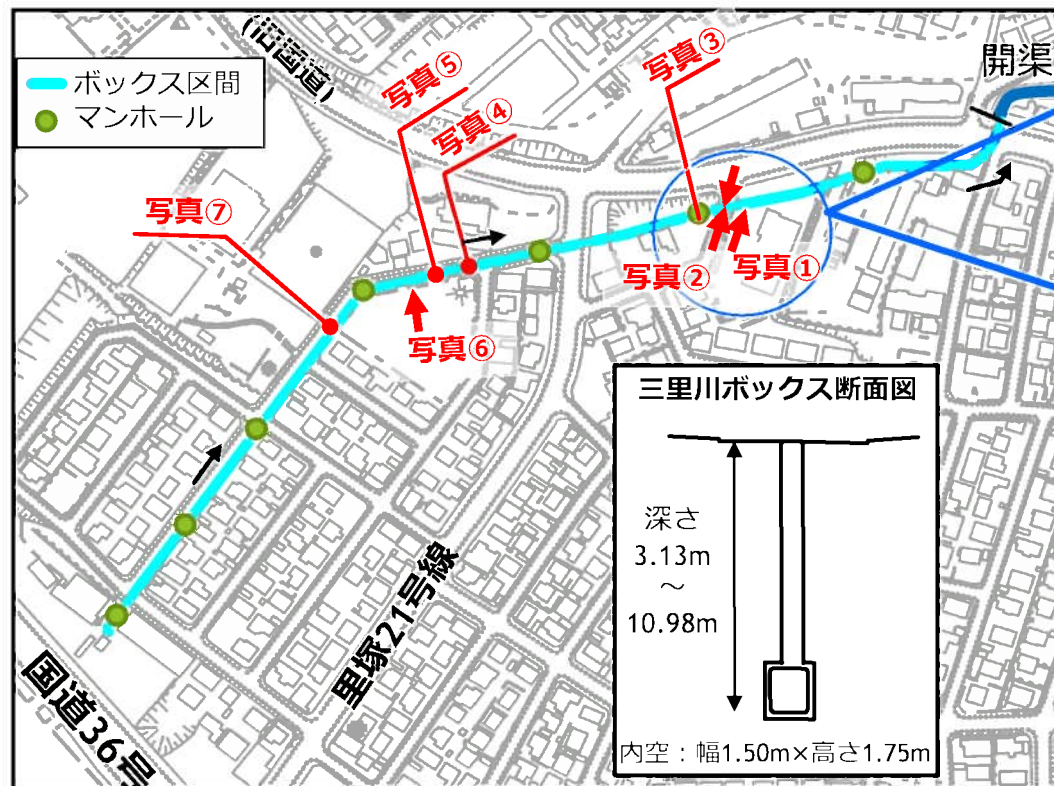 (旧国道)
開渠
ボックス区間
マンホール
写真⑤
写真④
写真③
写真⑦
写真②
写真①
写真⑥
三里川ボックス断面図
深さ
3.13m
～
10.98m
内空：幅1.50m×高さ1.75m
里塚21号線
国道36号